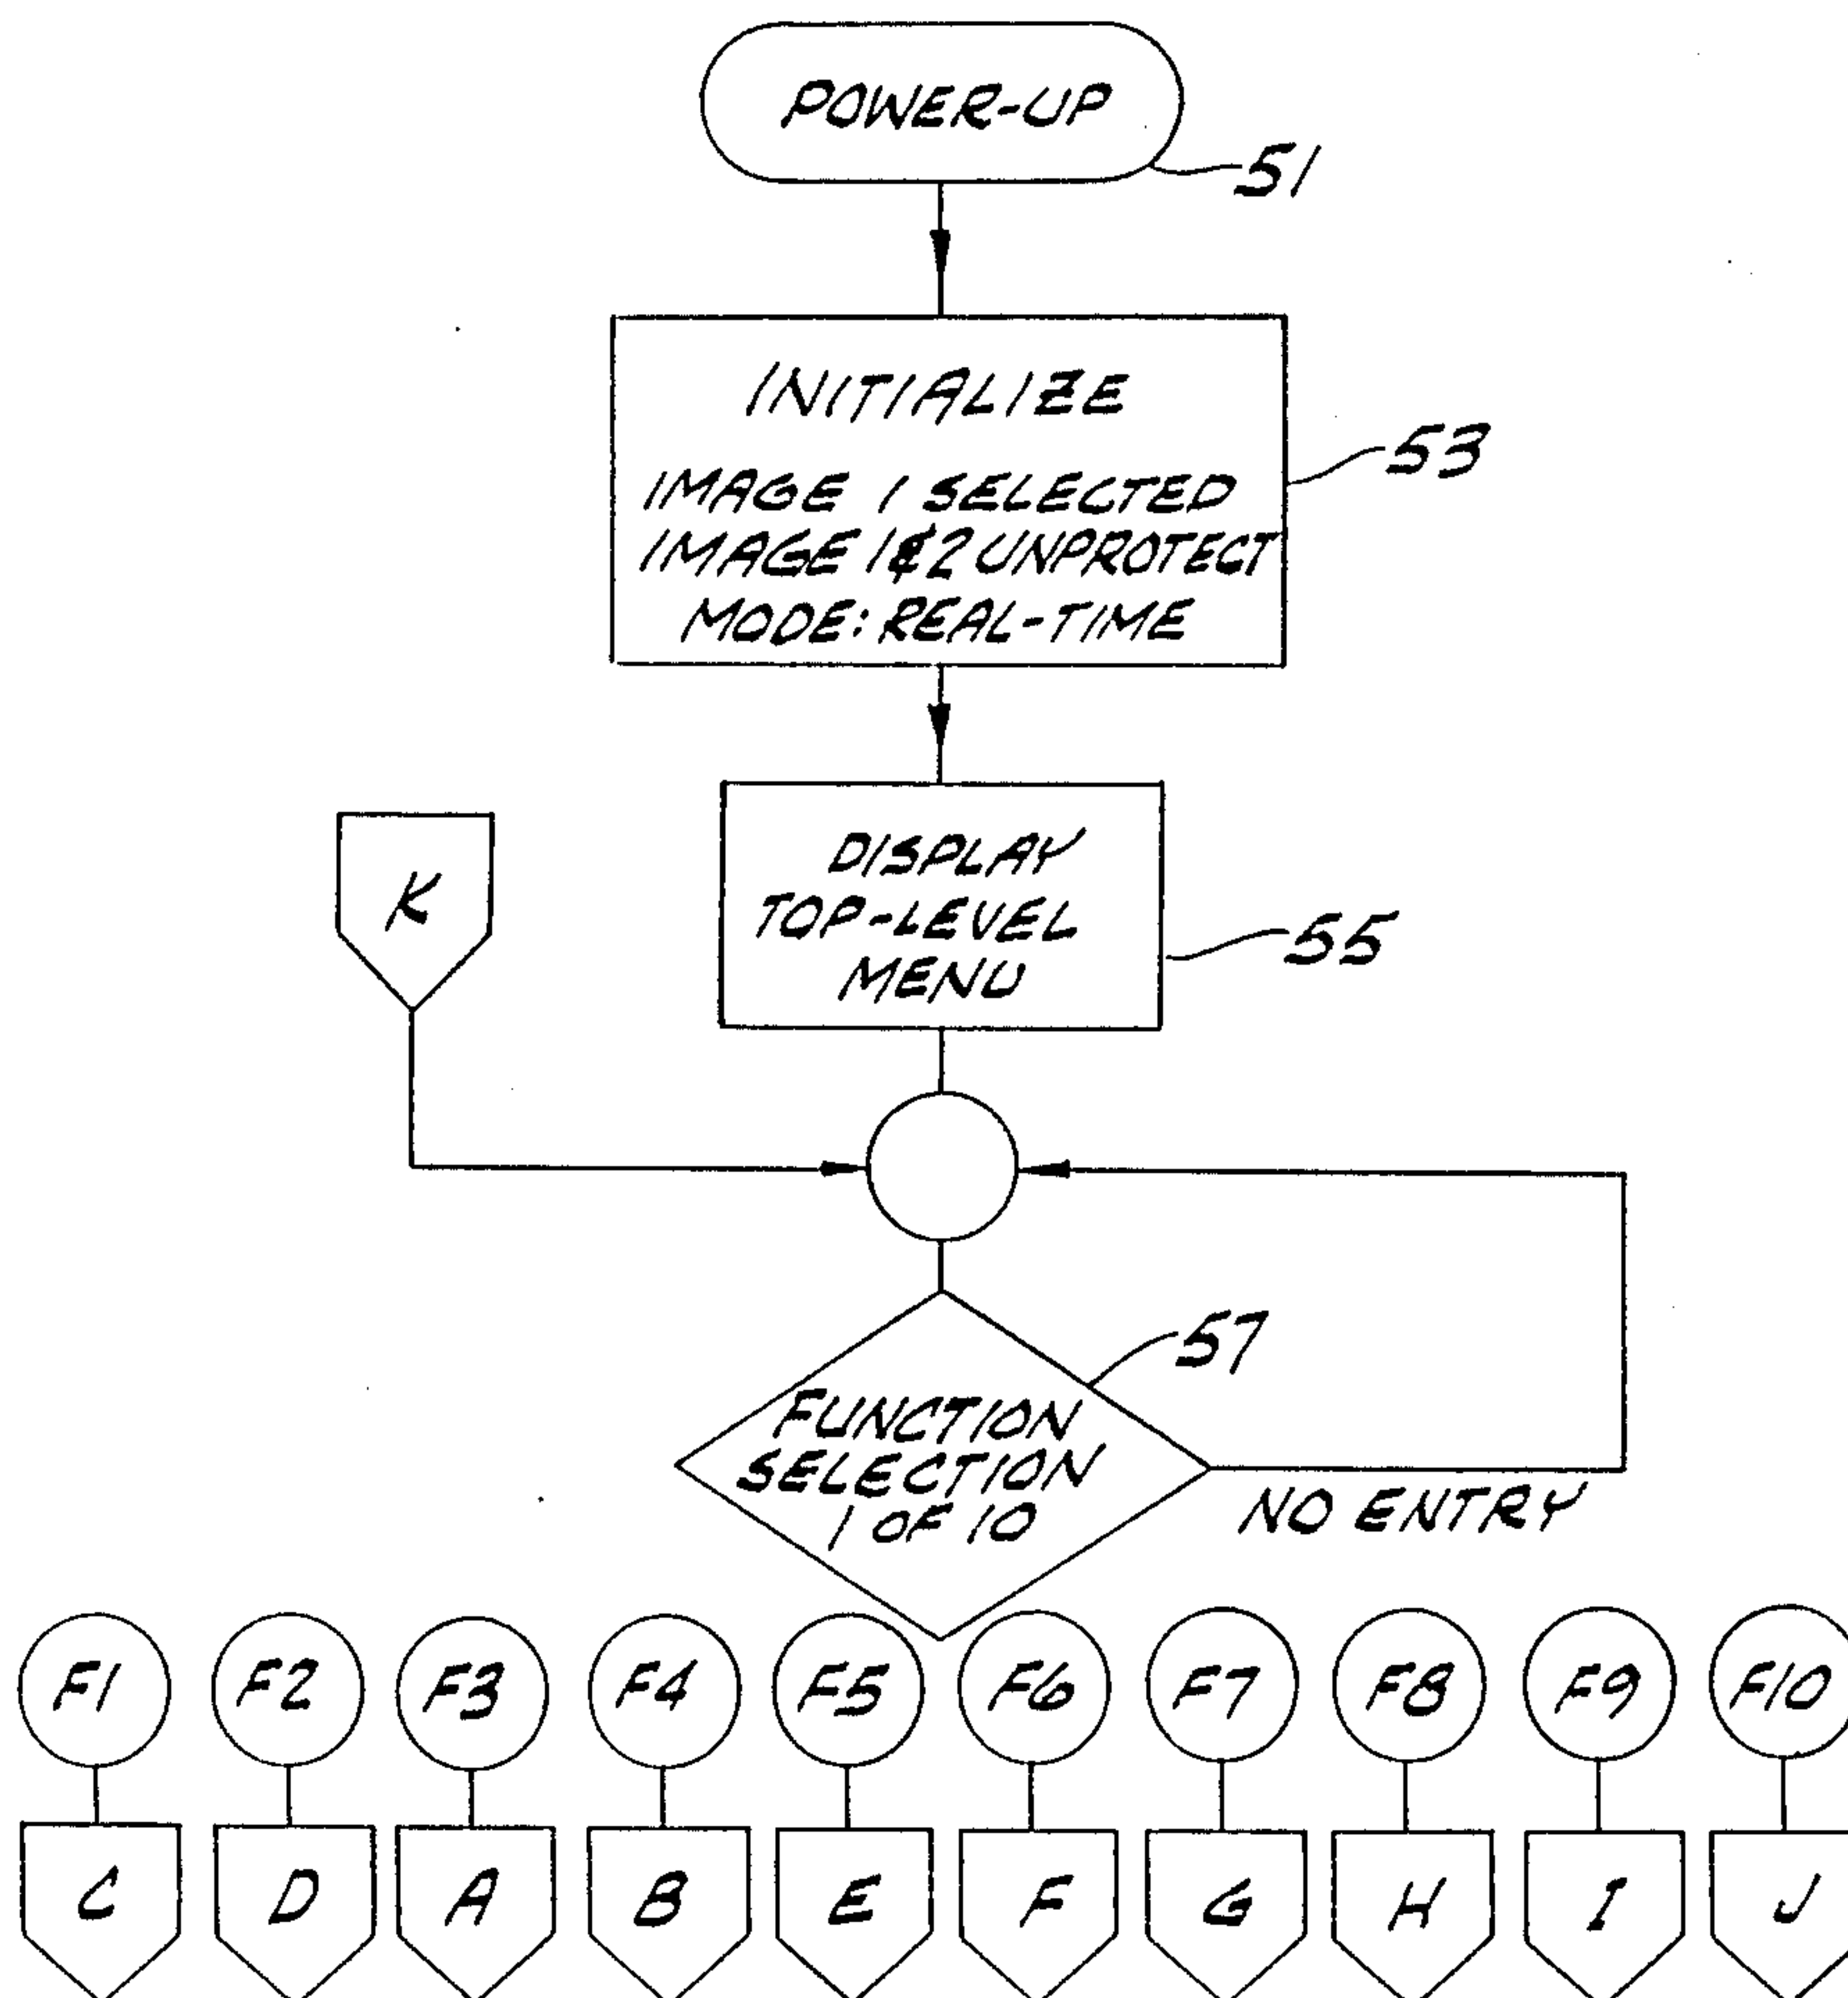 POWER-UP
51
INITIALIZE
53
IMAGE 1 SELECTED
IMAGE 1&2 UNPROTECT
MODE: REAL-TIME
K
DISPLAY
TOP-LEVEL
MENU
55
57
FUNCTION
SELECTION
1 OF 10
NO ENTRY
F1 F2 F3 F4 F5 F6 F7 F8 F9 F10
C D A B E F G H I J